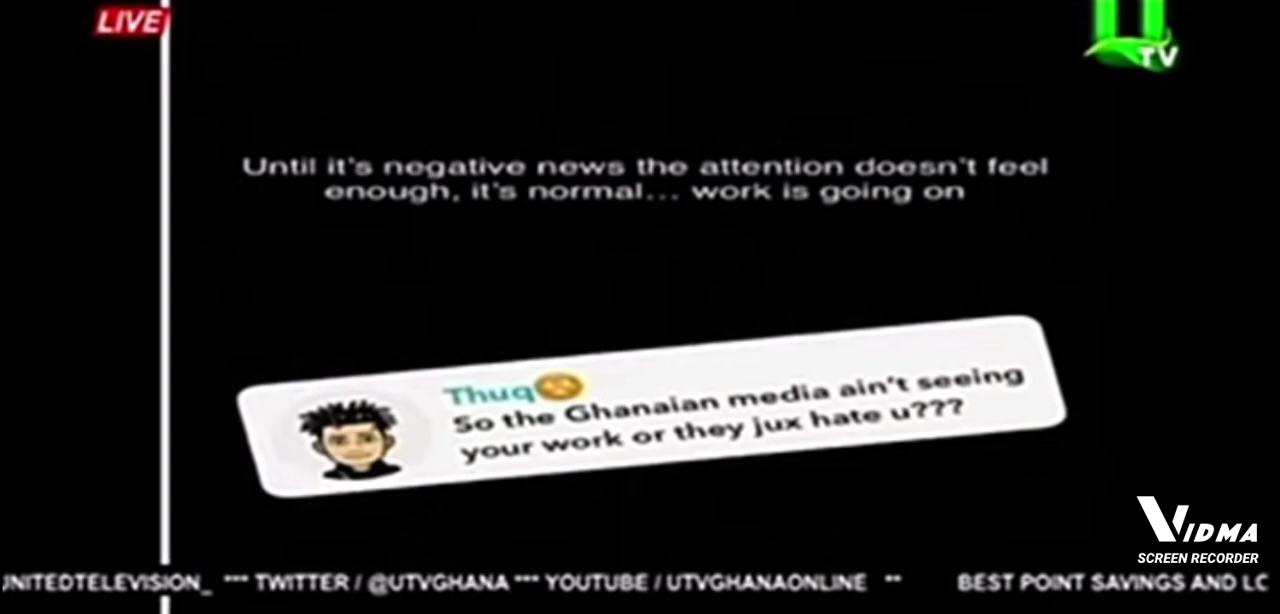 LIVE
U
TV
Until it's negative news the attention doesn't feel
enough, it's normal... work is going on
Thuq
So the Ghanaian media ain't seeing
your work or they jux hate u???
VIDMA
SCREEN RECORDER
UNITEDTELEVISION_ *** TWITTER / @UTVGHANA *** YOUTUBE / UTVGHANAONLINE ** BEST POINT SAVINGS AND LO